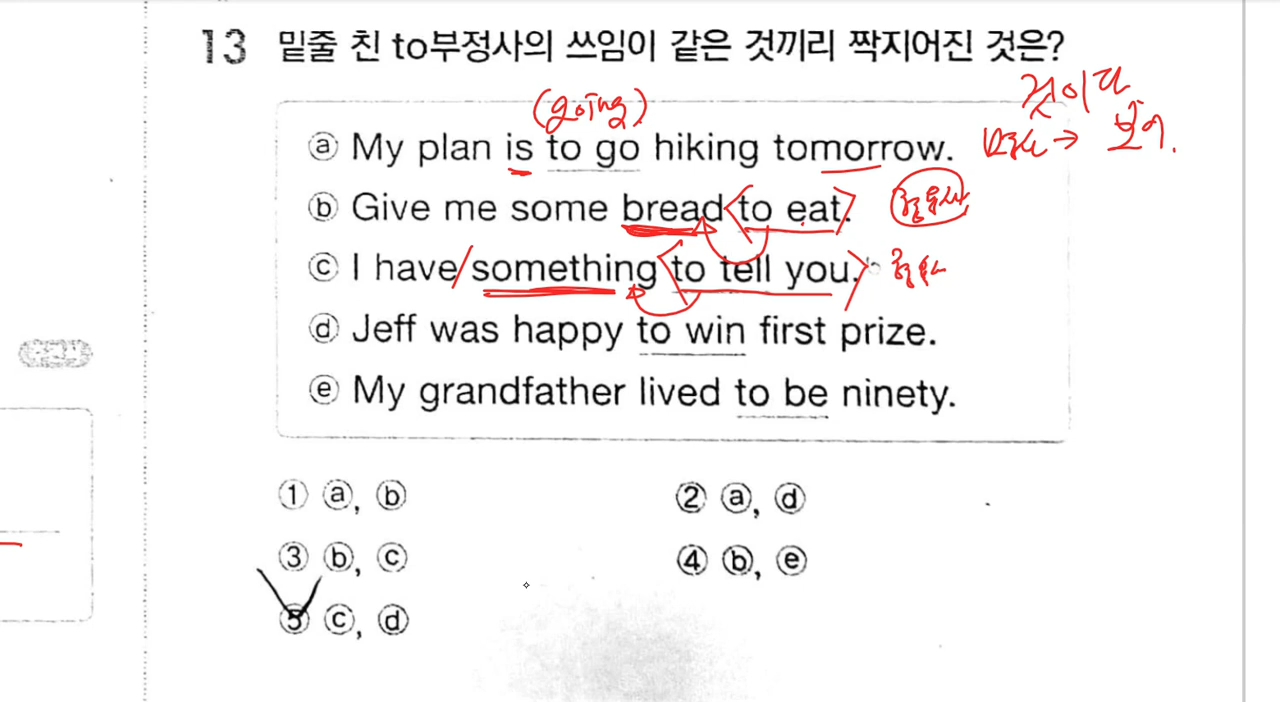 13 밑줄 친 to부정사의 쓰임이 같은 것끼리 짝지어진 것은?
(going)
것이다
ⓐ My plan is to go hiking tomorrow.
보어.
ⓑ Give me some bread to eat.
형용사
ⓒ I have something to tell you.
ⓓ Jeff was happy to win first prize.
ⓔ My grandfather lived to be ninety.
① ⓐ, ⓑ
② ⓐ, ⓓ
③ ⓑ, ⓒ
④ ⓑ, ⓔ
⑤ ⓒ, ⓓ